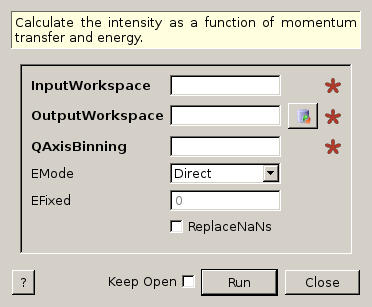 Calculate the intensity as a function of momentum
transfer and energy.
InputWorkspace
OutputWorkspace
QAxisBinning
EMode Direct
EFixed 0
ReplaceNaNs
? Keep Open Run Close